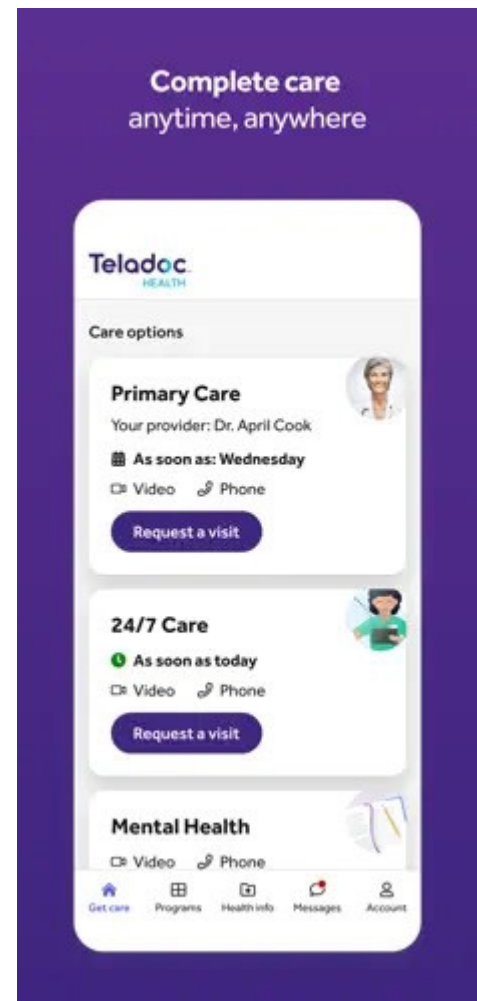 Complete care
anytime, anywhere
Teladoc
HEALTH
Care options
Primary Care
Your provider: Dr. April Cook
As soon as: Wednesday
Video Phone
Request a visit
24/7 Care
As soon as today
Video Phone
Request a visit
Mental Health
Video Phone
Get care Programs Health info Messages Account